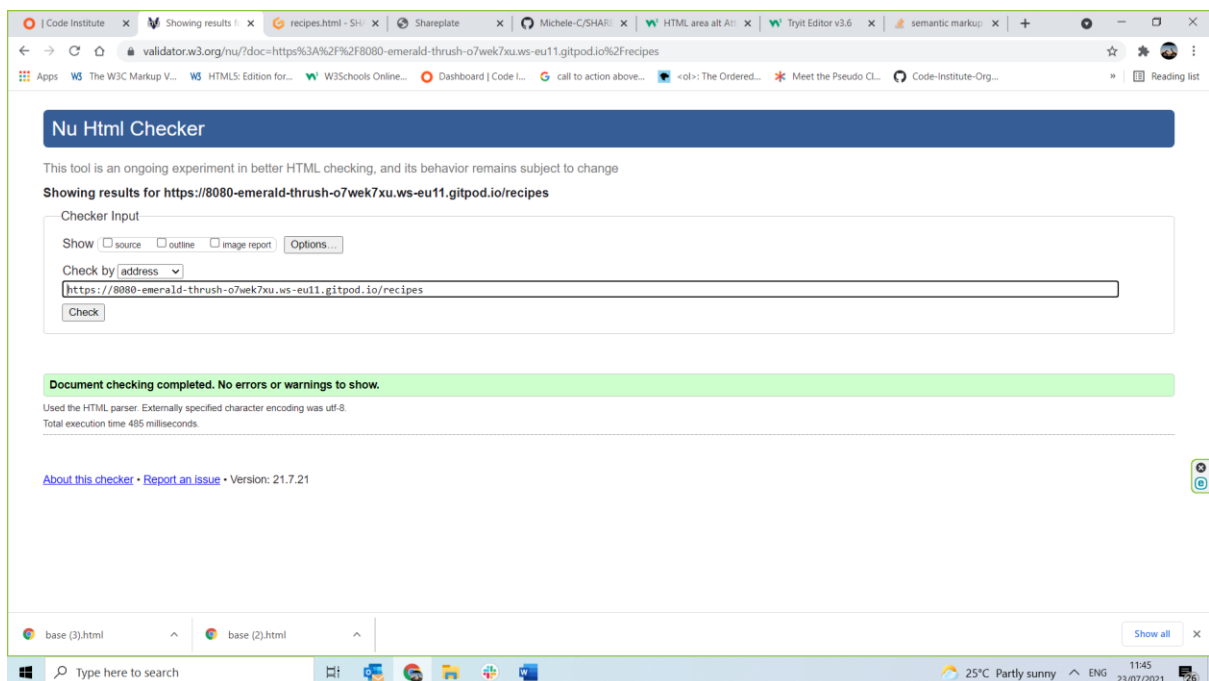 | Code Institute
Showing results f
recipes.html - SH
Shareplate
Michele-C/SHARE
HTML area alt Att
Tryit Editor v3.6
semantic markup
validator.w3.org/nu/?doc=https%3A%2F%2F8080-emerald-thrush-o7wek7xu.ws-eu11.gitpod.io%2Frecipes
Apps
The W3C Markup V...
HTML5: Edition for...
W3Schools Online...
Dashboard | Code I...
call to action above...
<ol>: The Ordered...
Meet the Pseudo Cl...
Code-Institute-Org...
»
Reading list
Nu Html Checker
This tool is an ongoing experiment in better HTML checking, and its behavior remains subject to change
Showing results for https://8080-emerald-thrush-o7wek7xu.ws-eu11.gitpod.io/recipes
Checker Input
Show source outline image report Options...
Check by address
https://8080-emerald-thrush-o7wek7xu.ws-eu11.gitpod.io/recipes
Check
Document checking completed. No errors or warnings to show.
Used the HTML parser. Externally specified character encoding was utf-8.
Total execution time 485 milliseconds.
About this checker • Report an issue • Version: 21.7.21
base (3).html
base (2).html
Show all
Type here to search
25°C Partly sunny
ENG
11:45
23/07/2021
26